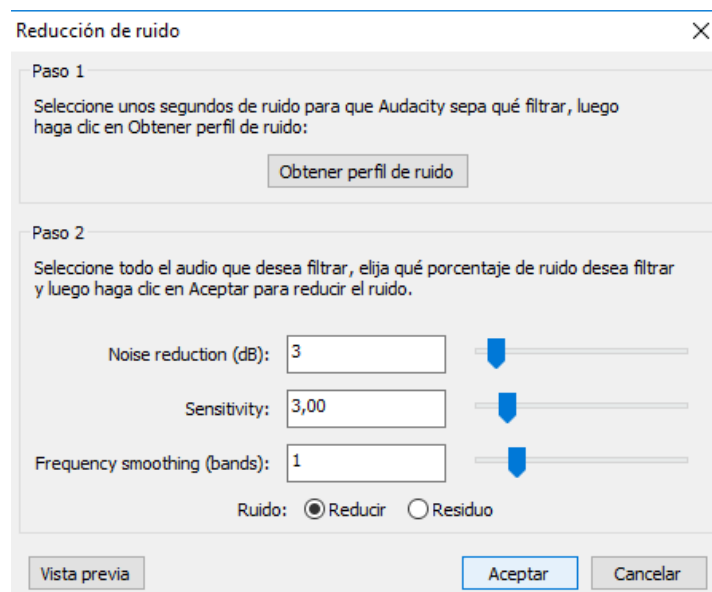 Reducción de ruido
Paso 1
Seleccione unos segundos de ruido para que Audacity sepa qué filtrar, luego
haga clic en Obtener perfil de ruido:
Obtener perfil de ruido
Paso 2
Seleccione todo el audio que desea filtrar, elija qué porcentaje de ruido desea filtrar
y luego haga clic en Aceptar para reducir el ruido.
Noise reduction (dB): 3
Sensitivity: 3,00
Frequency smoothing (bands): 1
Ruido: Reducir Residuo
Vista previa Aceptar Cancelar